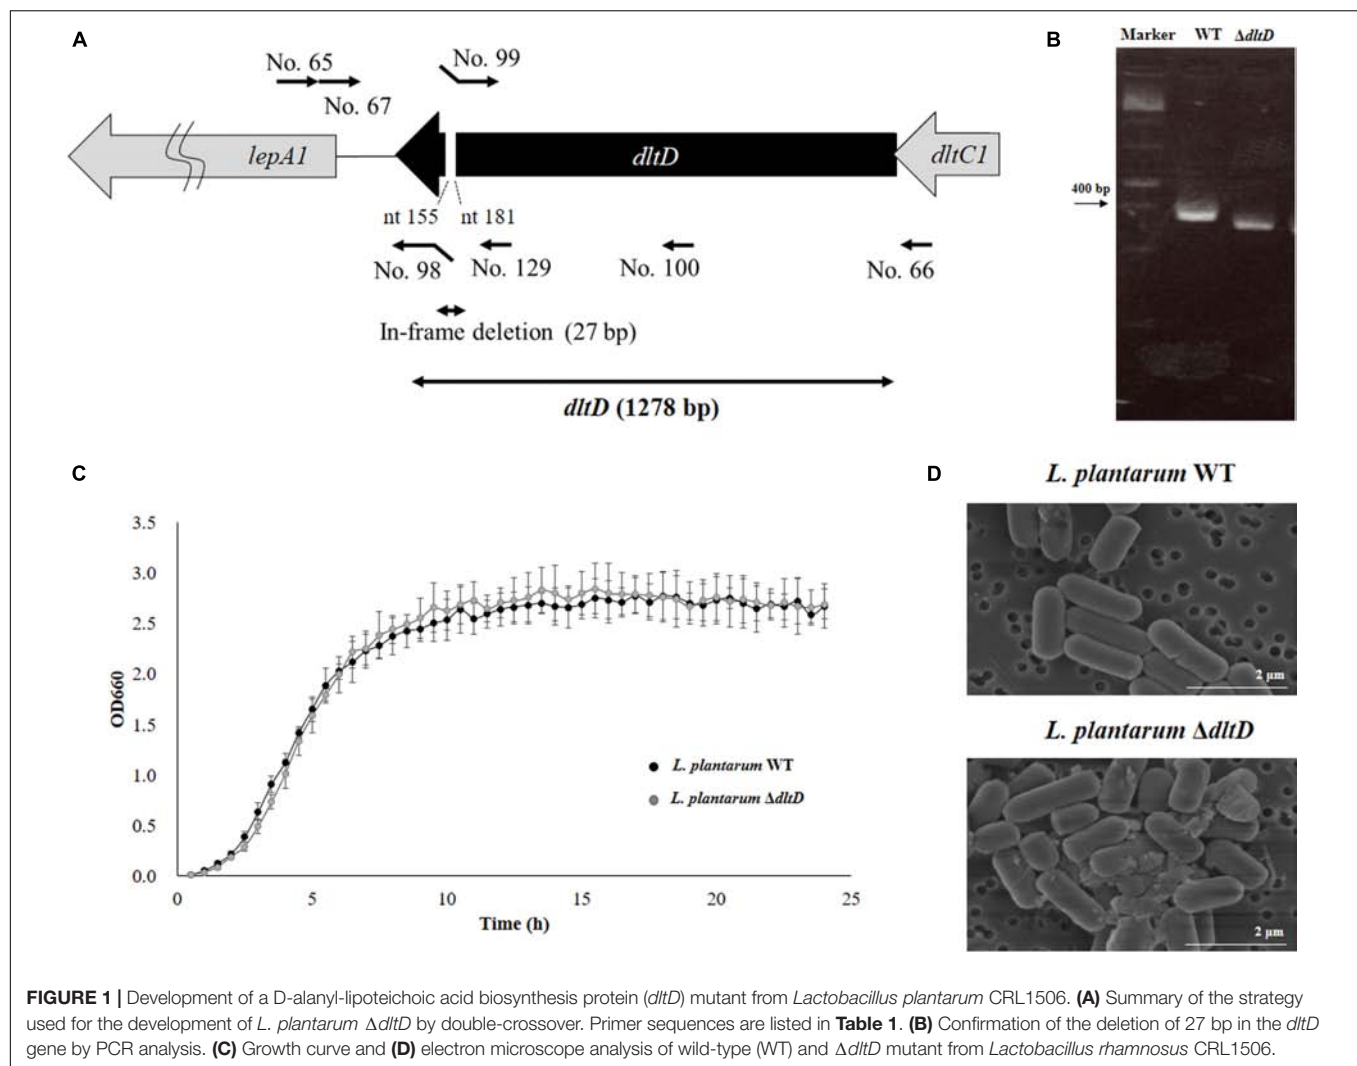 A
No. 65
No. 99
No. 67
lepA1
dltD
dltC1
nt 155
nt 181
No. 98
No. 129
No. 100
No. 66
In-frame deletion (27 bp)
dltD (1278 bp)
B
Marker WT ΔdltD
400 bp
C
3.5
3.0
2.5
2.0
1.5
1.0
0.5
0.0
OD660
0 5 10 15 20 25
Time (h)
L. plantarum WT
L. plantarum ΔdltD
D
L. plantarum WT
2 μm
L. plantarum ΔdltD
2 μm
FIGURE 1 | Development of a D-alanyl-lipoteichoic acid biosynthesis protein (dltD) mutant from Lactobacillus plantarum CRL1506. (A) Summary of the strategy
used for the development of L. plantarum ΔdltD by double-crossover. Primer sequences are listed in Table 1. (B) Confirmation of the deletion of 27 bp in the dltD
gene by PCR analysis. (C) Growth curve and (D) electron microscope analysis of wild-type (WT) and ΔdltD mutant from Lactobacillus rhamnosus CRL1506.